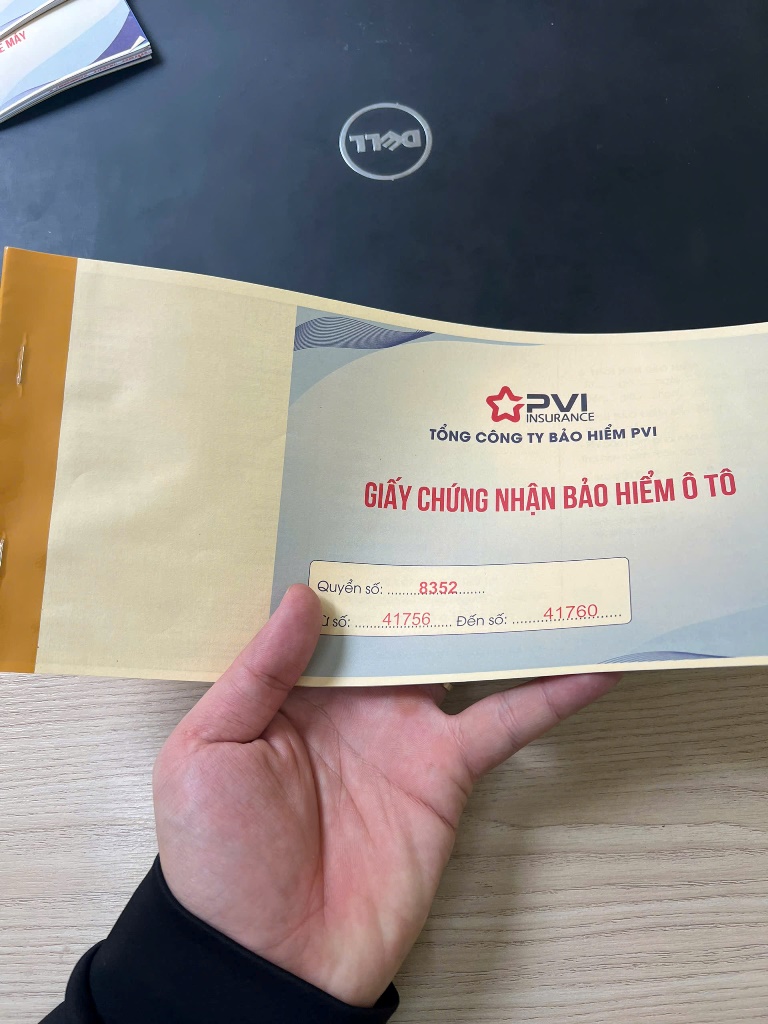 MÁY
DELL
PVI
INSURANCE
TỔNG CÔNG TY BẢO HIỂM PVI
GIẤY CHỨNG NHẬN BẢO HIỂM Ô TÔ
Quyển số: ........8352.......
số: .......41756..... Đến số: ........41760......